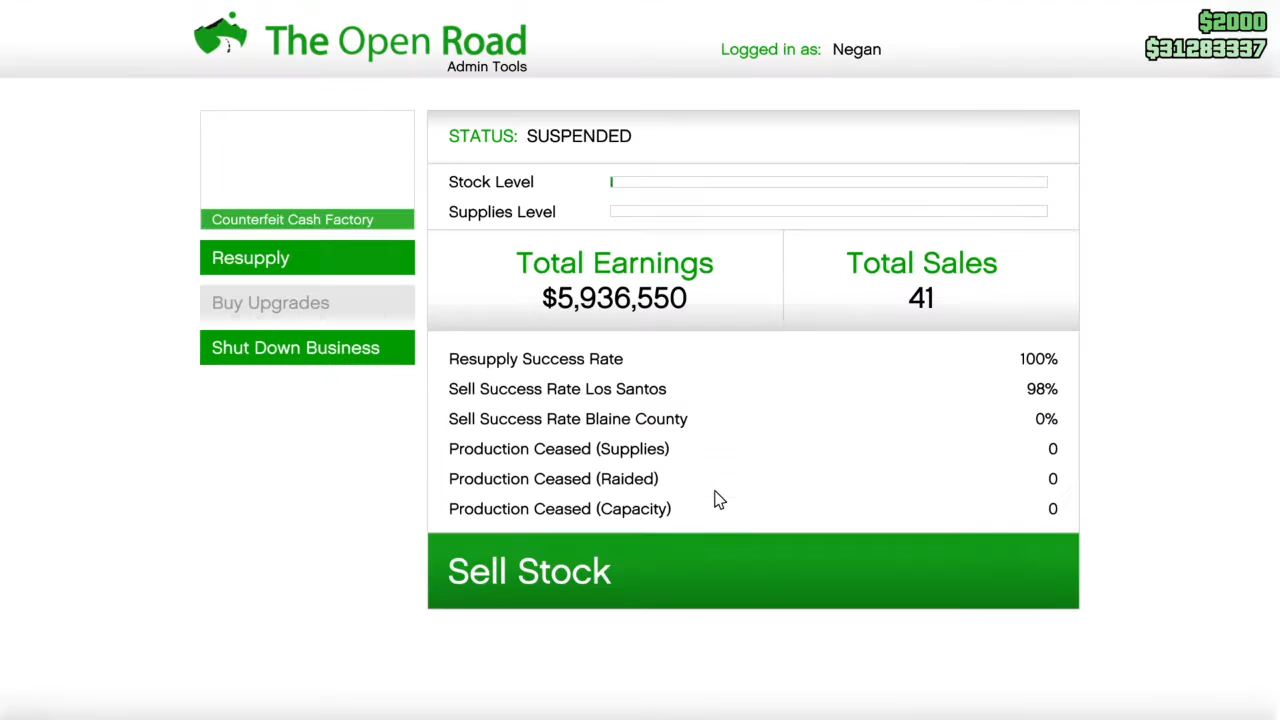 The Open Road
Admin Tools
Logged in as: Negan
$2000
$31283337
Counterfeit Cash Factory
Resupply
Buy Upgrades
Shut Down Business
STATUS: SUSPENDED
Stock Level
Supplies Level
Total Earnings
$5,936,550
Total Sales
41
Resupply Success Rate 100%
Sell Success Rate Los Santos 98%
Sell Success Rate Blaine County 0%
Production Ceased (Supplies) 0
Production Ceased (Raided) 0
Production Ceased (Capacity) 0
Sell Stock